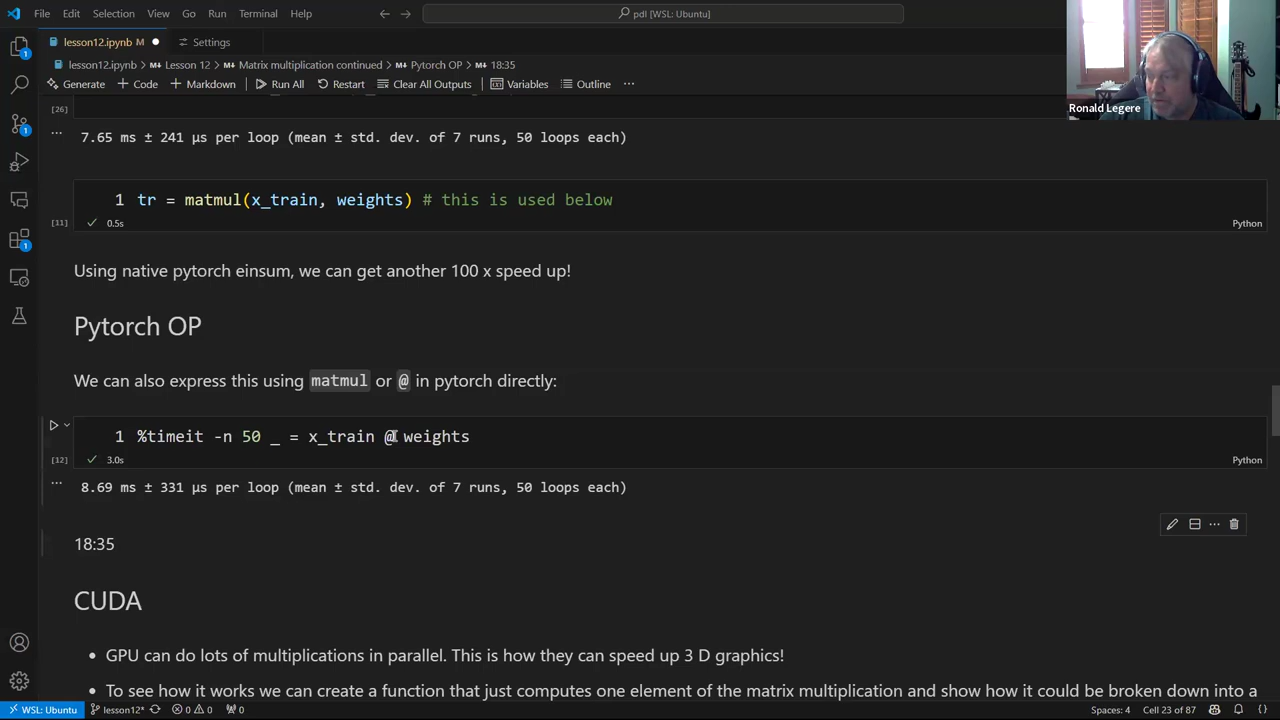 File Edit Selection View Go Run Terminal Help
pdl [WSL: Ubuntu]
Ronald Legere
lesson12.ipynb M
Settings
lesson12.ipynb > Lesson 12 > Matrix multiplication continued > Pytorch OP > 18:35
Generate + Code + Markdown Run All Restart Clear All Outputs Variables Outline ...
[26]
... 7.65 ms ± 241 µs per loop (mean ± std. dev. of 7 runs, 50 loops each)
1 tr = matmul(x_train, weights) # this is used below
[11] 0.5s Python
Using native pytorch einsum, we can get another 100 x speed up!
Pytorch OP
We can also express this using matmul or @ in pytorch directly:
1 %timeit -n 50 _ = x_train @ weights
[12] 3.0s Python
... 8.69 ms ± 331 µs per loop (mean ± std. dev. of 7 runs, 50 loops each)
18:35
CUDA
• GPU can do lots of multiplications in parallel. This is how they can speed up 3 D graphics!
• To see how it works we can create a function that just computes one element of the matrix multiplication and show how it could be broken down into a
WSL: Ubuntu lesson12* 0 0 0 Spaces: 4 Cell 23 of 87